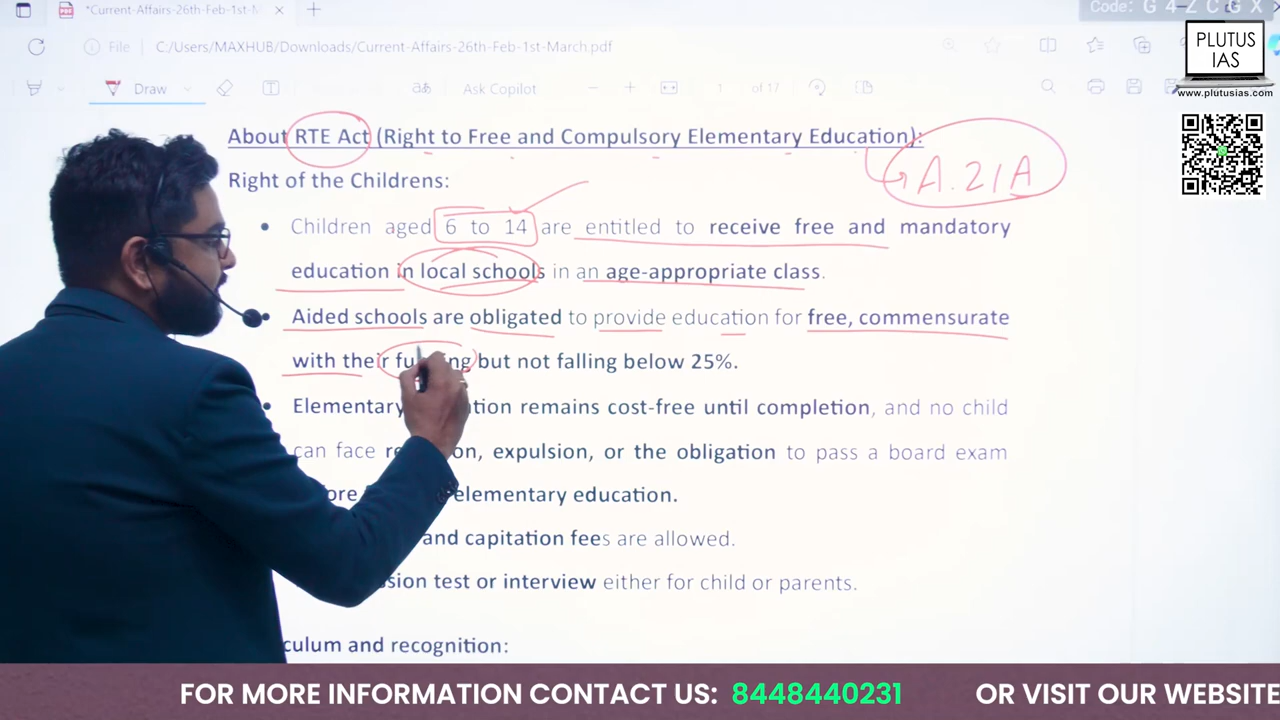 *Current-Affairs-26th-Feb-1st-M
Code: G 4 Z C G X
File
C:/Users/MAXHUB/Downloads/Current-Affairs-26th-Feb-1st-March.pdf
PLUTUS
IAS
www.plutusias.com
Draw
Ask Copilot
1 of 17
About RTE Act (Right to Free and Compulsory Elementary Education):
A.21A
Right of the Childrens:
• Children aged 6 to 14 are entitled to receive free and mandatory
education in local schools in an age-appropriate class.
• Aided schools are obligated to provide education for free, commensurate
with their but not falling below 25%.
• Elementary remains cost-free until completion, and no child
can face expulsion, or the obligation to pass a board exam
elementary education.
and capitation fees are allowed.
test or interview either for child or parents.
and recognition:
FOR MORE INFORMATION CONTACT US: 8448440231 OR VISIT OUR WEBSITE